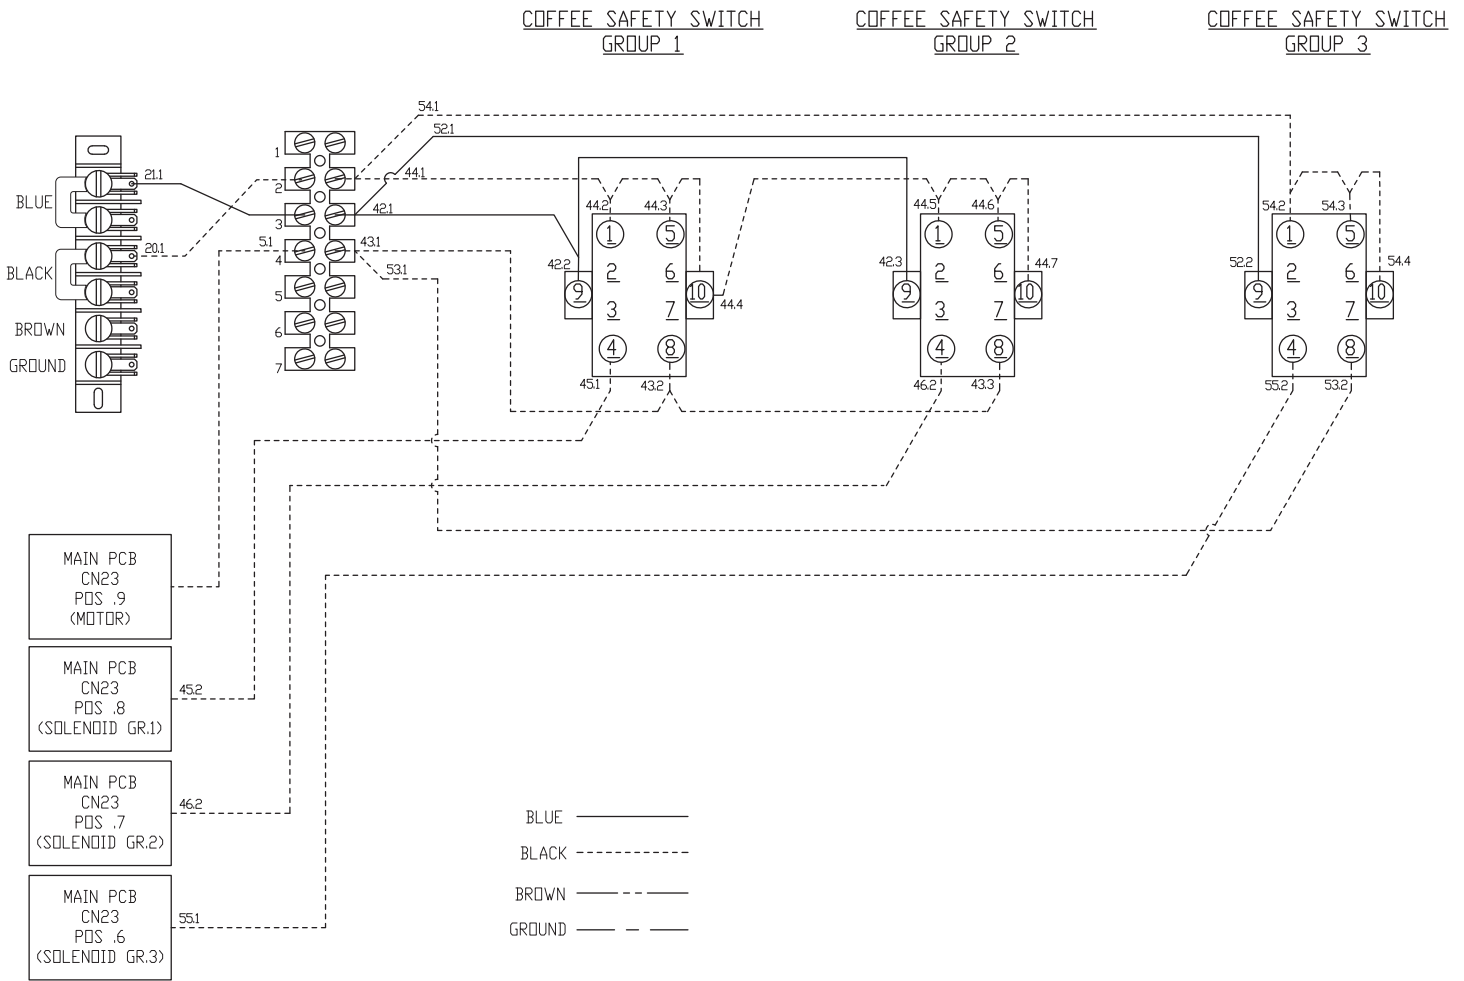 COFFEE SAFETY SWITCH
GROUP 1
COFFEE SAFETY SWITCH
GROUP 2
COFFEE SAFETY SWITCH
GROUP 3
54.1
52.1
1
21.1
2
44.1
BLUE
42.1
44.2
44.3
44.5
44.6
54.2
54.3
3
20.1
5.1
43.1
1
5
1
5
1
5
BLACK
4
53.1
42.2
2
6
42.3
2
6
44.7
52.2
2
6
54.4
5
9
10
44.4
9
10
9
10
3
7
3
7
3
7
BROWN
6
4
8
4
8
4
8
GROUND
7
45.1
43.2
46.2
43.3
55.2
53.2
MAIN PCB
CN23
POS .9
(MOTOR)
MAIN PCB
CN23
POS .8
(SOLENOID GR.1)
45.2
MAIN PCB
CN23
POS .7
(SOLENOID GR.2)
46.2
MAIN PCB
CN23
POS .6
(SOLENOID GR.3)
55.1
BLUE
BLACK
BROWN
GROUND